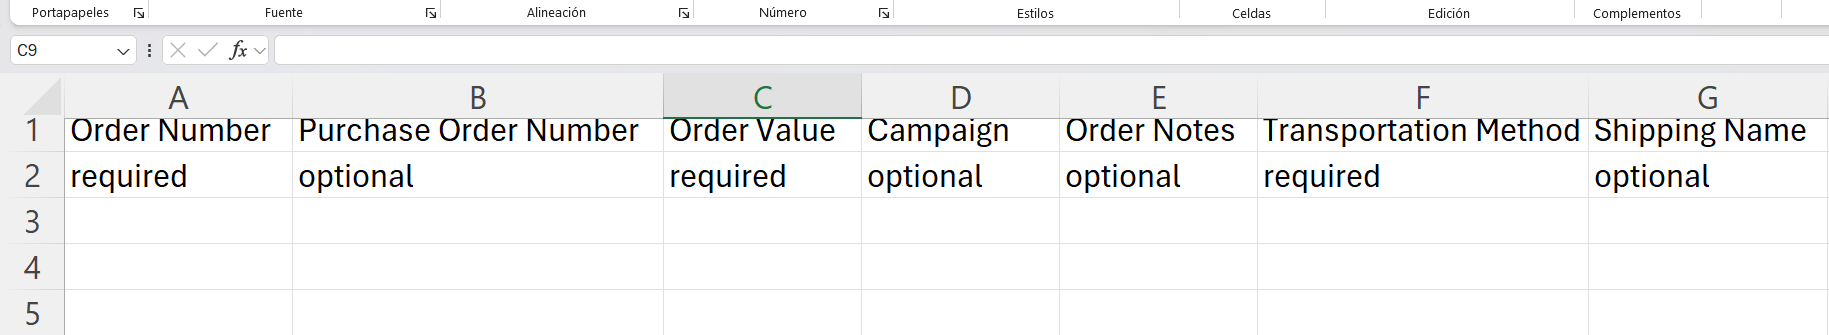 Portapapeles Fuente Alineación Número Estilos Celdas Edición Complementos
C9 fx
A B C D E F G
1 Order Number Purchase Order Number Order Value Campaign Order Notes Transportation Method Shipping Name
2 required optional required optional optional required optional
3
4
5